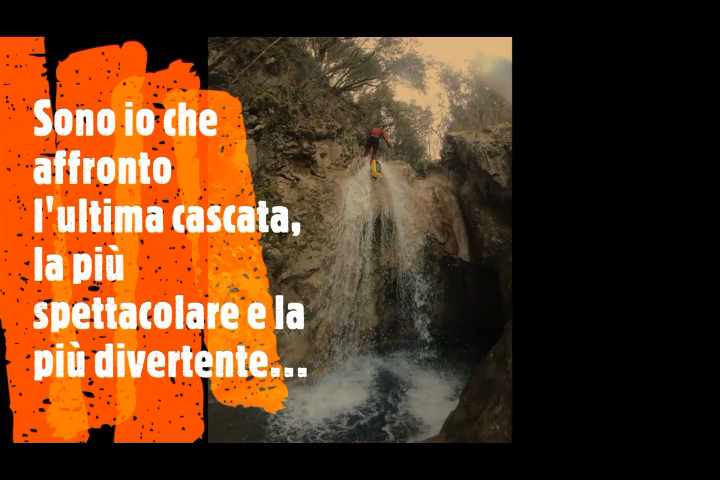 Sono io che
affronto
l'ultima cascata,
la più
spettacolare e la
più divertente...